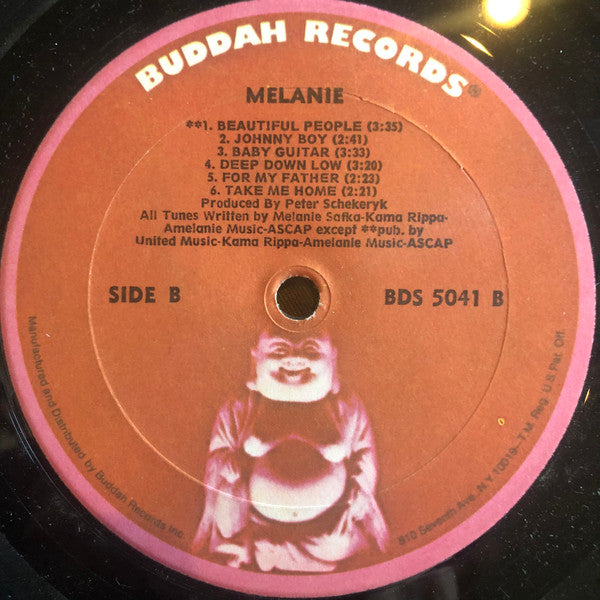 BUDDAH RECORDS®
MELANIE
**1. BEAUTIFUL PEOPLE (3:35)
2. JOHNNY BOY (2:41)
3. BABY GUITAR (3:33)
4. DEEP DOWN LOW (3:20)
5. FOR MY FATHER (2:23)
6. TAKE ME HOME (2:21)
Produced By Peter Schekeryk
All Tunes Written by Melanie Safka-Kama Rippa-
Amelanie Music-ASCAP except **pub. by
United Music-Kama Rippa-Amelanie Music-ASCAP
SIDE B
BDS 5041 B
Manufactured and Distributed by Buddah Records Inc.
810 Seventh Ave., N.Y. 10019—T.M. Reg. U.S. Pat. Off.